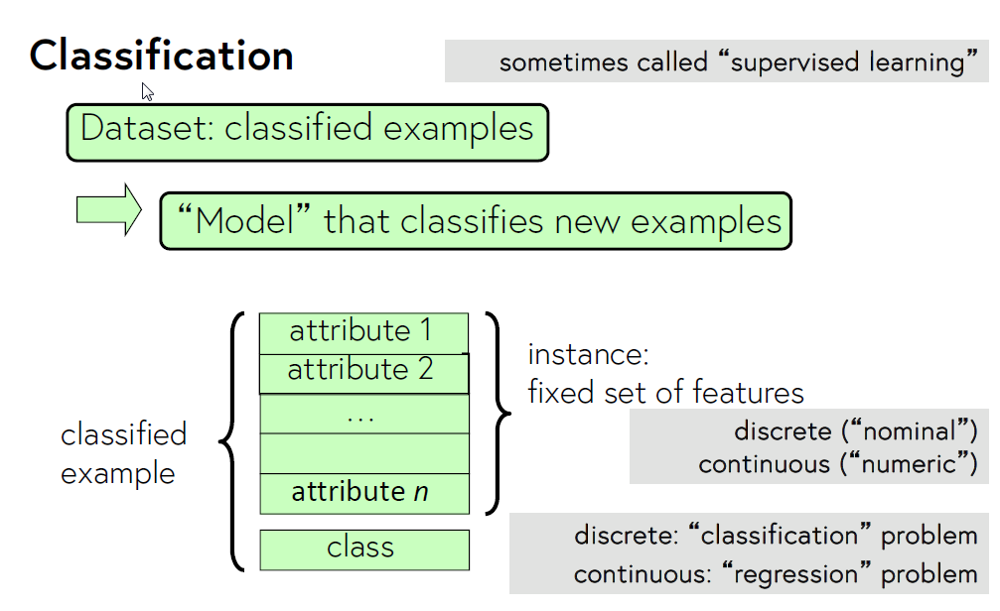 Classification
sometimes called “supervised learning”
Dataset: classified examples
“Model” that classifies new examples
classified
example
attribute 1
attribute 2
...
attribute n
class
instance:
fixed set of features
discrete (“nominal”)
continuous (“numeric”)
discrete: “classification” problem
continuous: “regression” problem